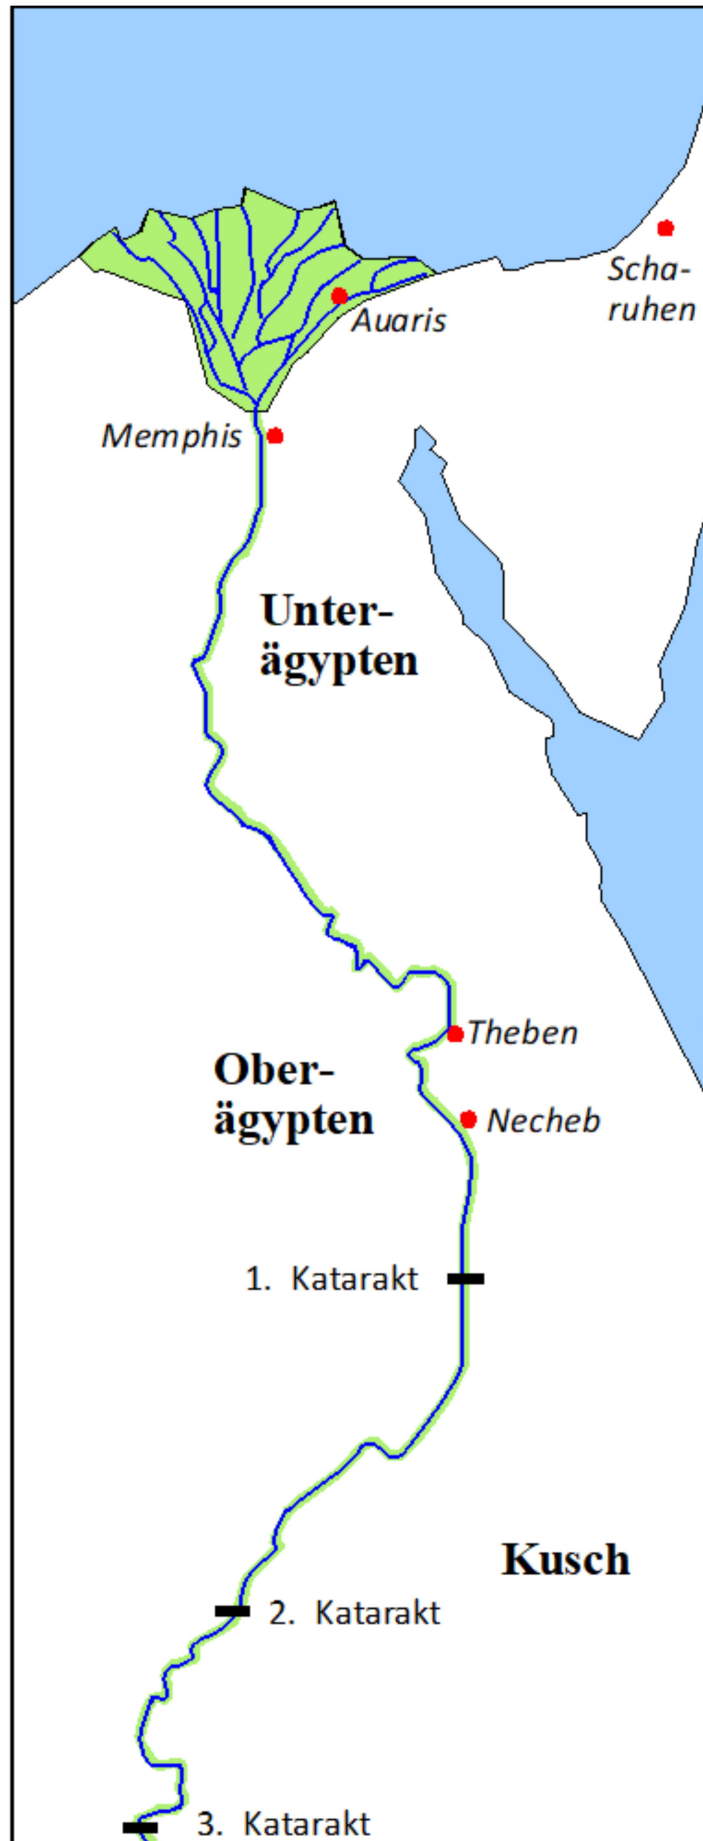 Scha-
ruhen
Auaris
Memphis
Unter-
ägypten
Theben
Ober-
ägypten
Necheb
1. Katarakt
Kusch
2. Katarakt
3. Katarakt